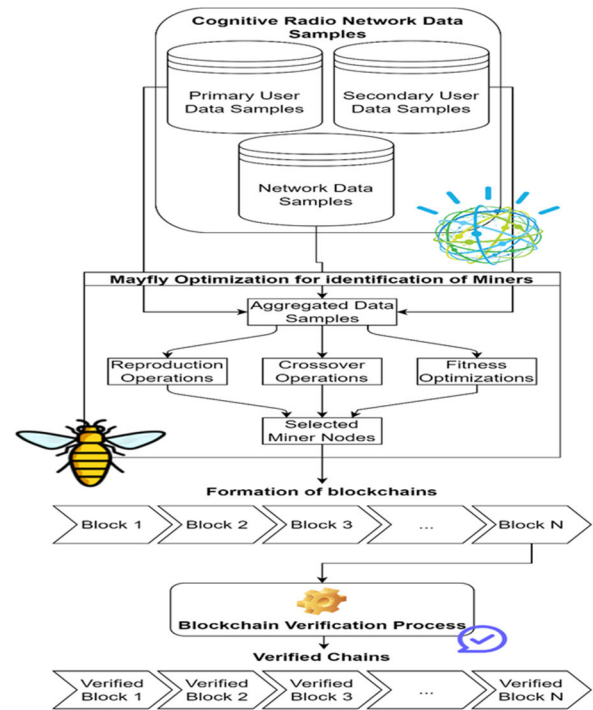 Cognitive Radio Network Data
Samples
Primary User
Data Samples
Secondary User
Data Samples
Network Data
Samples
Mayfly Optimization for identification of Miners
Aggregated Data
Samples
Reproduction
Operations
Crossover
Operations
Fitness
Optimizations
Selected
Miner Nodes
Formation of blockchains
Block 1
Block 2
Block 3
...
Block N
Blockchain Verification Process
Verified Chains
Verified
Block 1
Verified
Block 2
Verified
Block 3
...
Verified
Block N